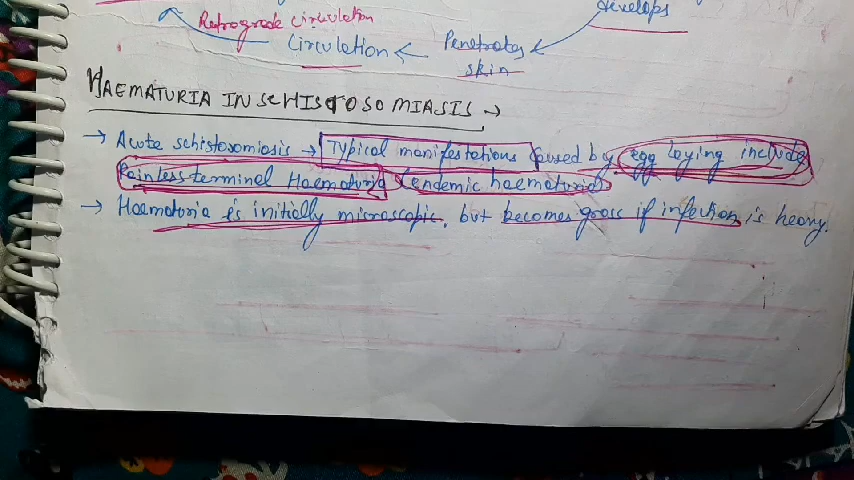 develops
Retrograde circulation
Circulation ← Penetrates skin
HAEMATURIA IN SCHISTOSOMIASIS →
→ Acute schistosomiasis → Typical manifestations caused by egg laying include
Painless terminal Haematuria (endemic haematuria)
→ Haematuria is initially microscopic, but becomes gross if infection is heavy.